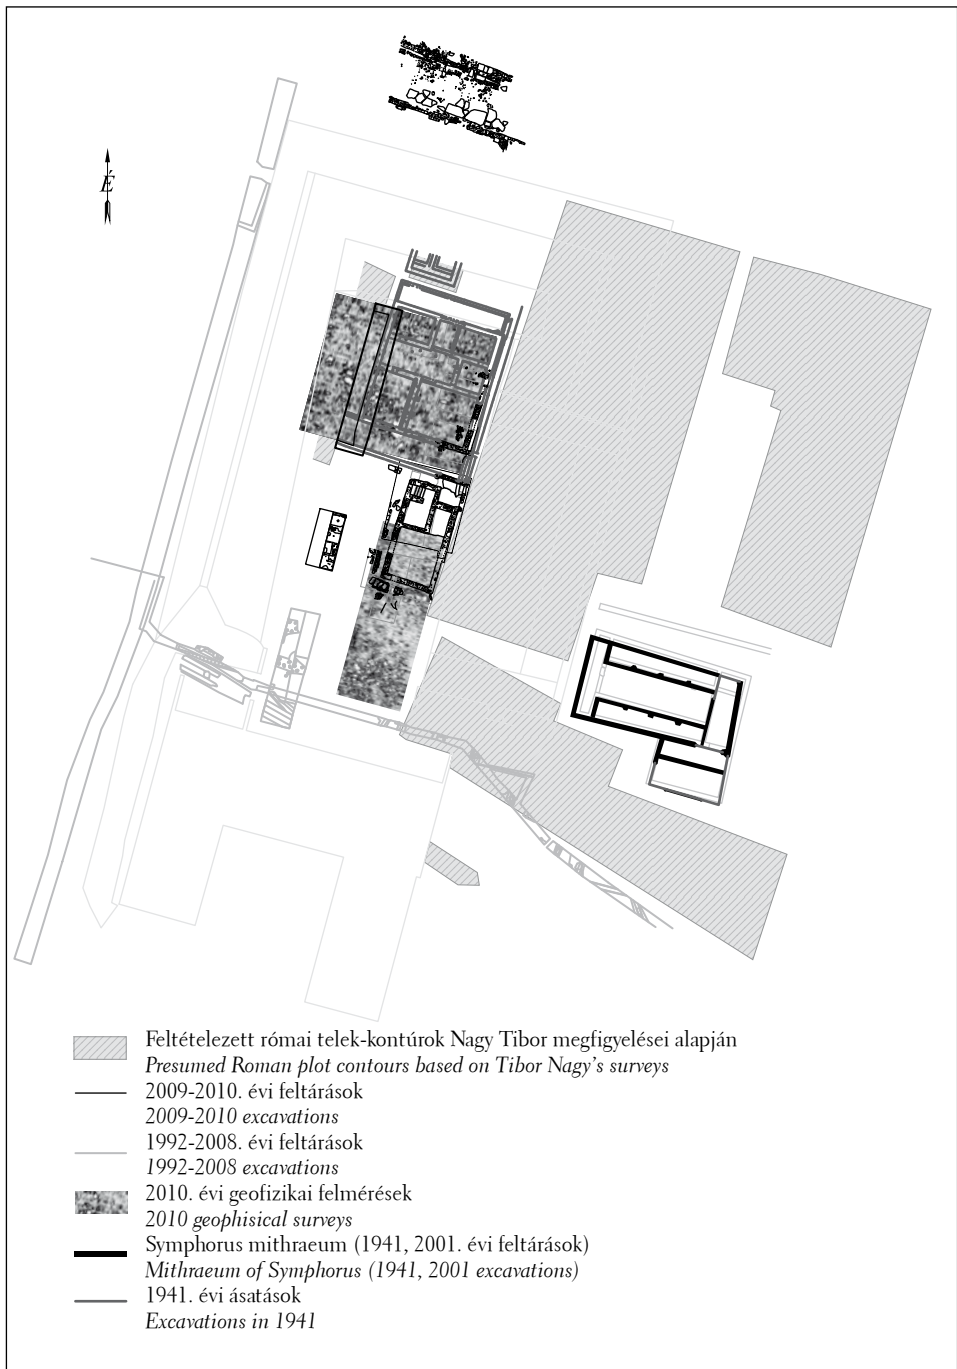 É
Feltételezett római telek-kontúrok Nagy Tibor megfigyelései alapján
Presumed Roman plot contours based on Tibor Nagy's surveys
2009-2010. évi feltárások
2009-2010 excavations
1992-2008. évi feltárások
1992-2008 excavations
2010. évi geofizikai felmérések
2010 geophisical surveys
Symphorus mithraeum (1941, 2001. évi feltárások)
Mithraeum of Symphorus (1941, 2001 excavations)
1941. évi ásatások
Excavations in 1941